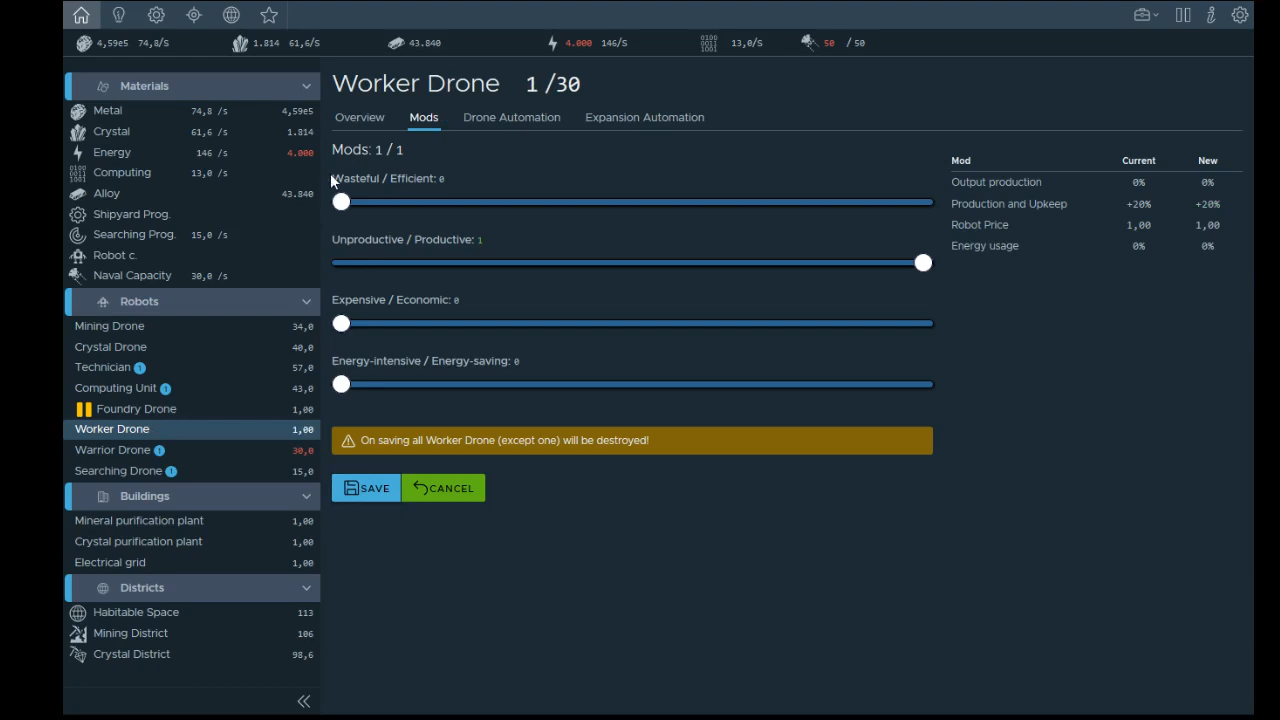 4,59e5 74,8/S 1.814 61,6/S 43.840 4.000 146/S 13,0/S 50 / 50
Materials
Metal 74,8 /s 4,59e5
Crystal 61,6 /s 1.814
Energy 146 /s 4.000
Computing 13,0 /s
Alloy 43.840
Shipyard Prog.
Searching Prog. 15,0 /s
Robot c.
Naval Capacity 30,0 /s
Robots
Mining Drone 34,0
Crystal Drone 40,0
Technician 1 57,0
Computing Unit 1 43,0
Foundry Drone 1,00
Worker Drone 1,00
Warrior Drone 1 30,0
Searching Drone 1 15,0
Buildings
Mineral purification plant 1,00
Crystal purification plant 1,00
Electrical grid 1,00
Districts
Habitable Space 113
Mining District 106
Crystal District 98,6
Worker Drone 1 /30
Overview Mods Drone Automation Expansion Automation
Mods: 1 / 1
Wasteful / Efficient: 0
Unproductive / Productive: 1
Expensive / Economic: 0
Energy-intensive / Energy-saving: 0
On saving all Worker Drone (except one) will be destroyed!
SAVE CANCEL
Mod Current New
Output production 0% 0%
Production and Upkeep +20% +20%
Robot Price 1,00 1,00
Energy usage 0% 0%